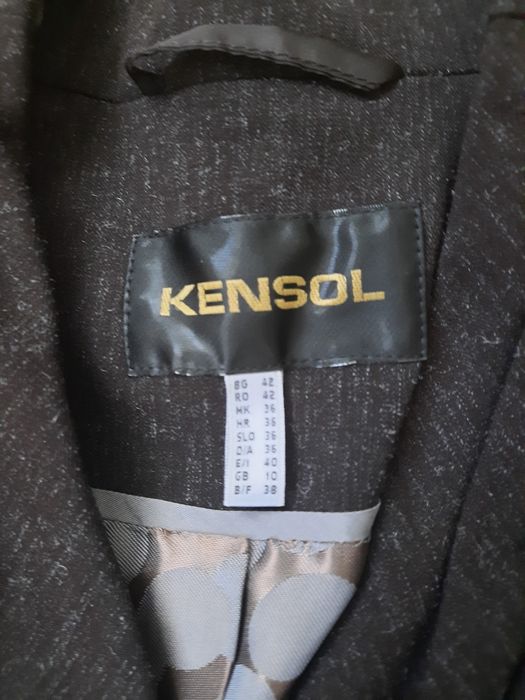 KENSOL
BG 42
RO 42
MK 36
HR 36
SLO 36
D/A 36
E/I 40
GB 10
B/F 38